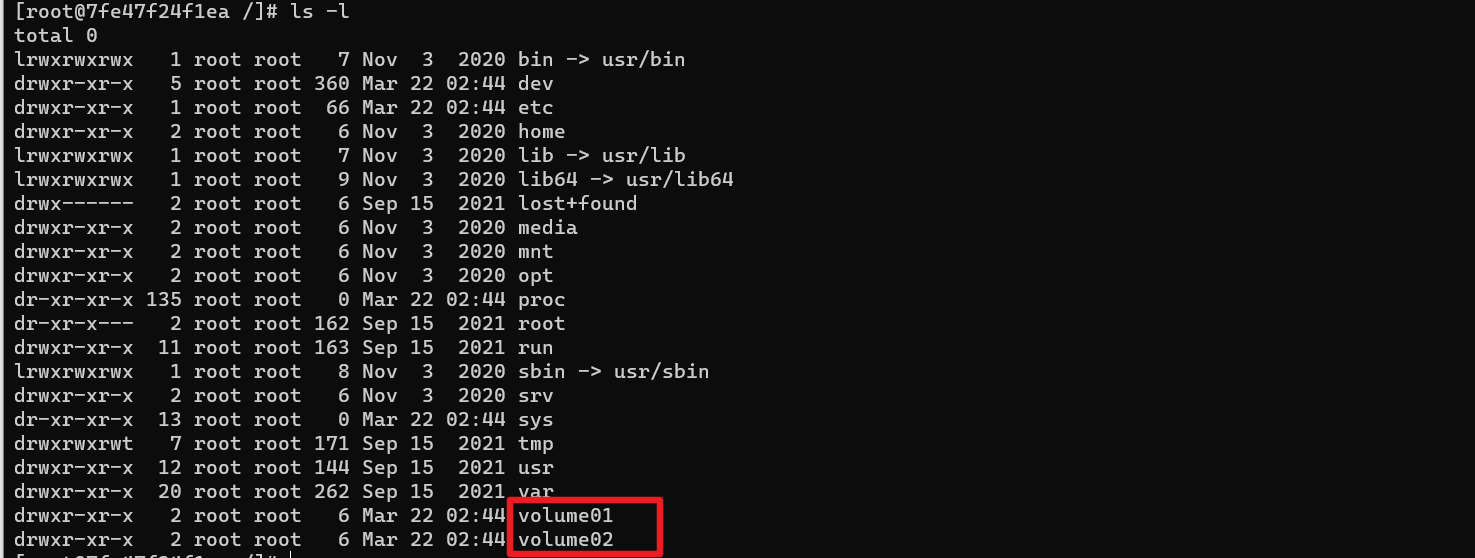 [root@7fe47f24f1ea /]# ls -l
total 0
lrwxrwxrwx   1 root root   7 Nov  3  2020 bin -> usr/bin
drwxr-xr-x   5 root root 360 Mar 22 02:44 dev
drwxr-xr-x   1 root root  66 Mar 22 02:44 etc
drwxr-xr-x   2 root root   6 Nov  3  2020 home
lrwxrwxrwx   1 root root   7 Nov  3  2020 lib -> usr/lib
lrwxrwxrwx   1 root root   9 Nov  3  2020 lib64 -> usr/lib64
drwx------   2 root root   6 Sep 15  2021 lost+found
drwxr-xr-x   2 root root   6 Nov  3  2020 media
drwxr-xr-x   2 root root   6 Nov  3  2020 mnt
drwxr-xr-x   2 root root   6 Nov  3  2020 opt
dr-xr-xr-x 135 root root   0 Mar 22 02:44 proc
dr-xr-x---   2 root root 162 Sep 15  2021 root
drwxr-xr-x  11 root root 163 Sep 15  2021 run
lrwxrwxrwx   1 root root   8 Nov  3  2020 sbin -> usr/sbin
drwxr-xr-x   2 root root   6 Nov  3  2020 srv
dr-xr-xr-x  13 root root   0 Mar 22 02:44 sys
drwxrwxrwt   7 root root 171 Sep 15  2021 tmp
drwxr-xr-x  12 root root 144 Sep 15  2021 usr
drwxr-xr-x  20 root root 262 Sep 15  2021 var
drwxr-xr-x   2 root root   6 Mar 22 02:44 volume01
drwxr-xr-x   2 root root   6 Mar 22 02:44 volume02